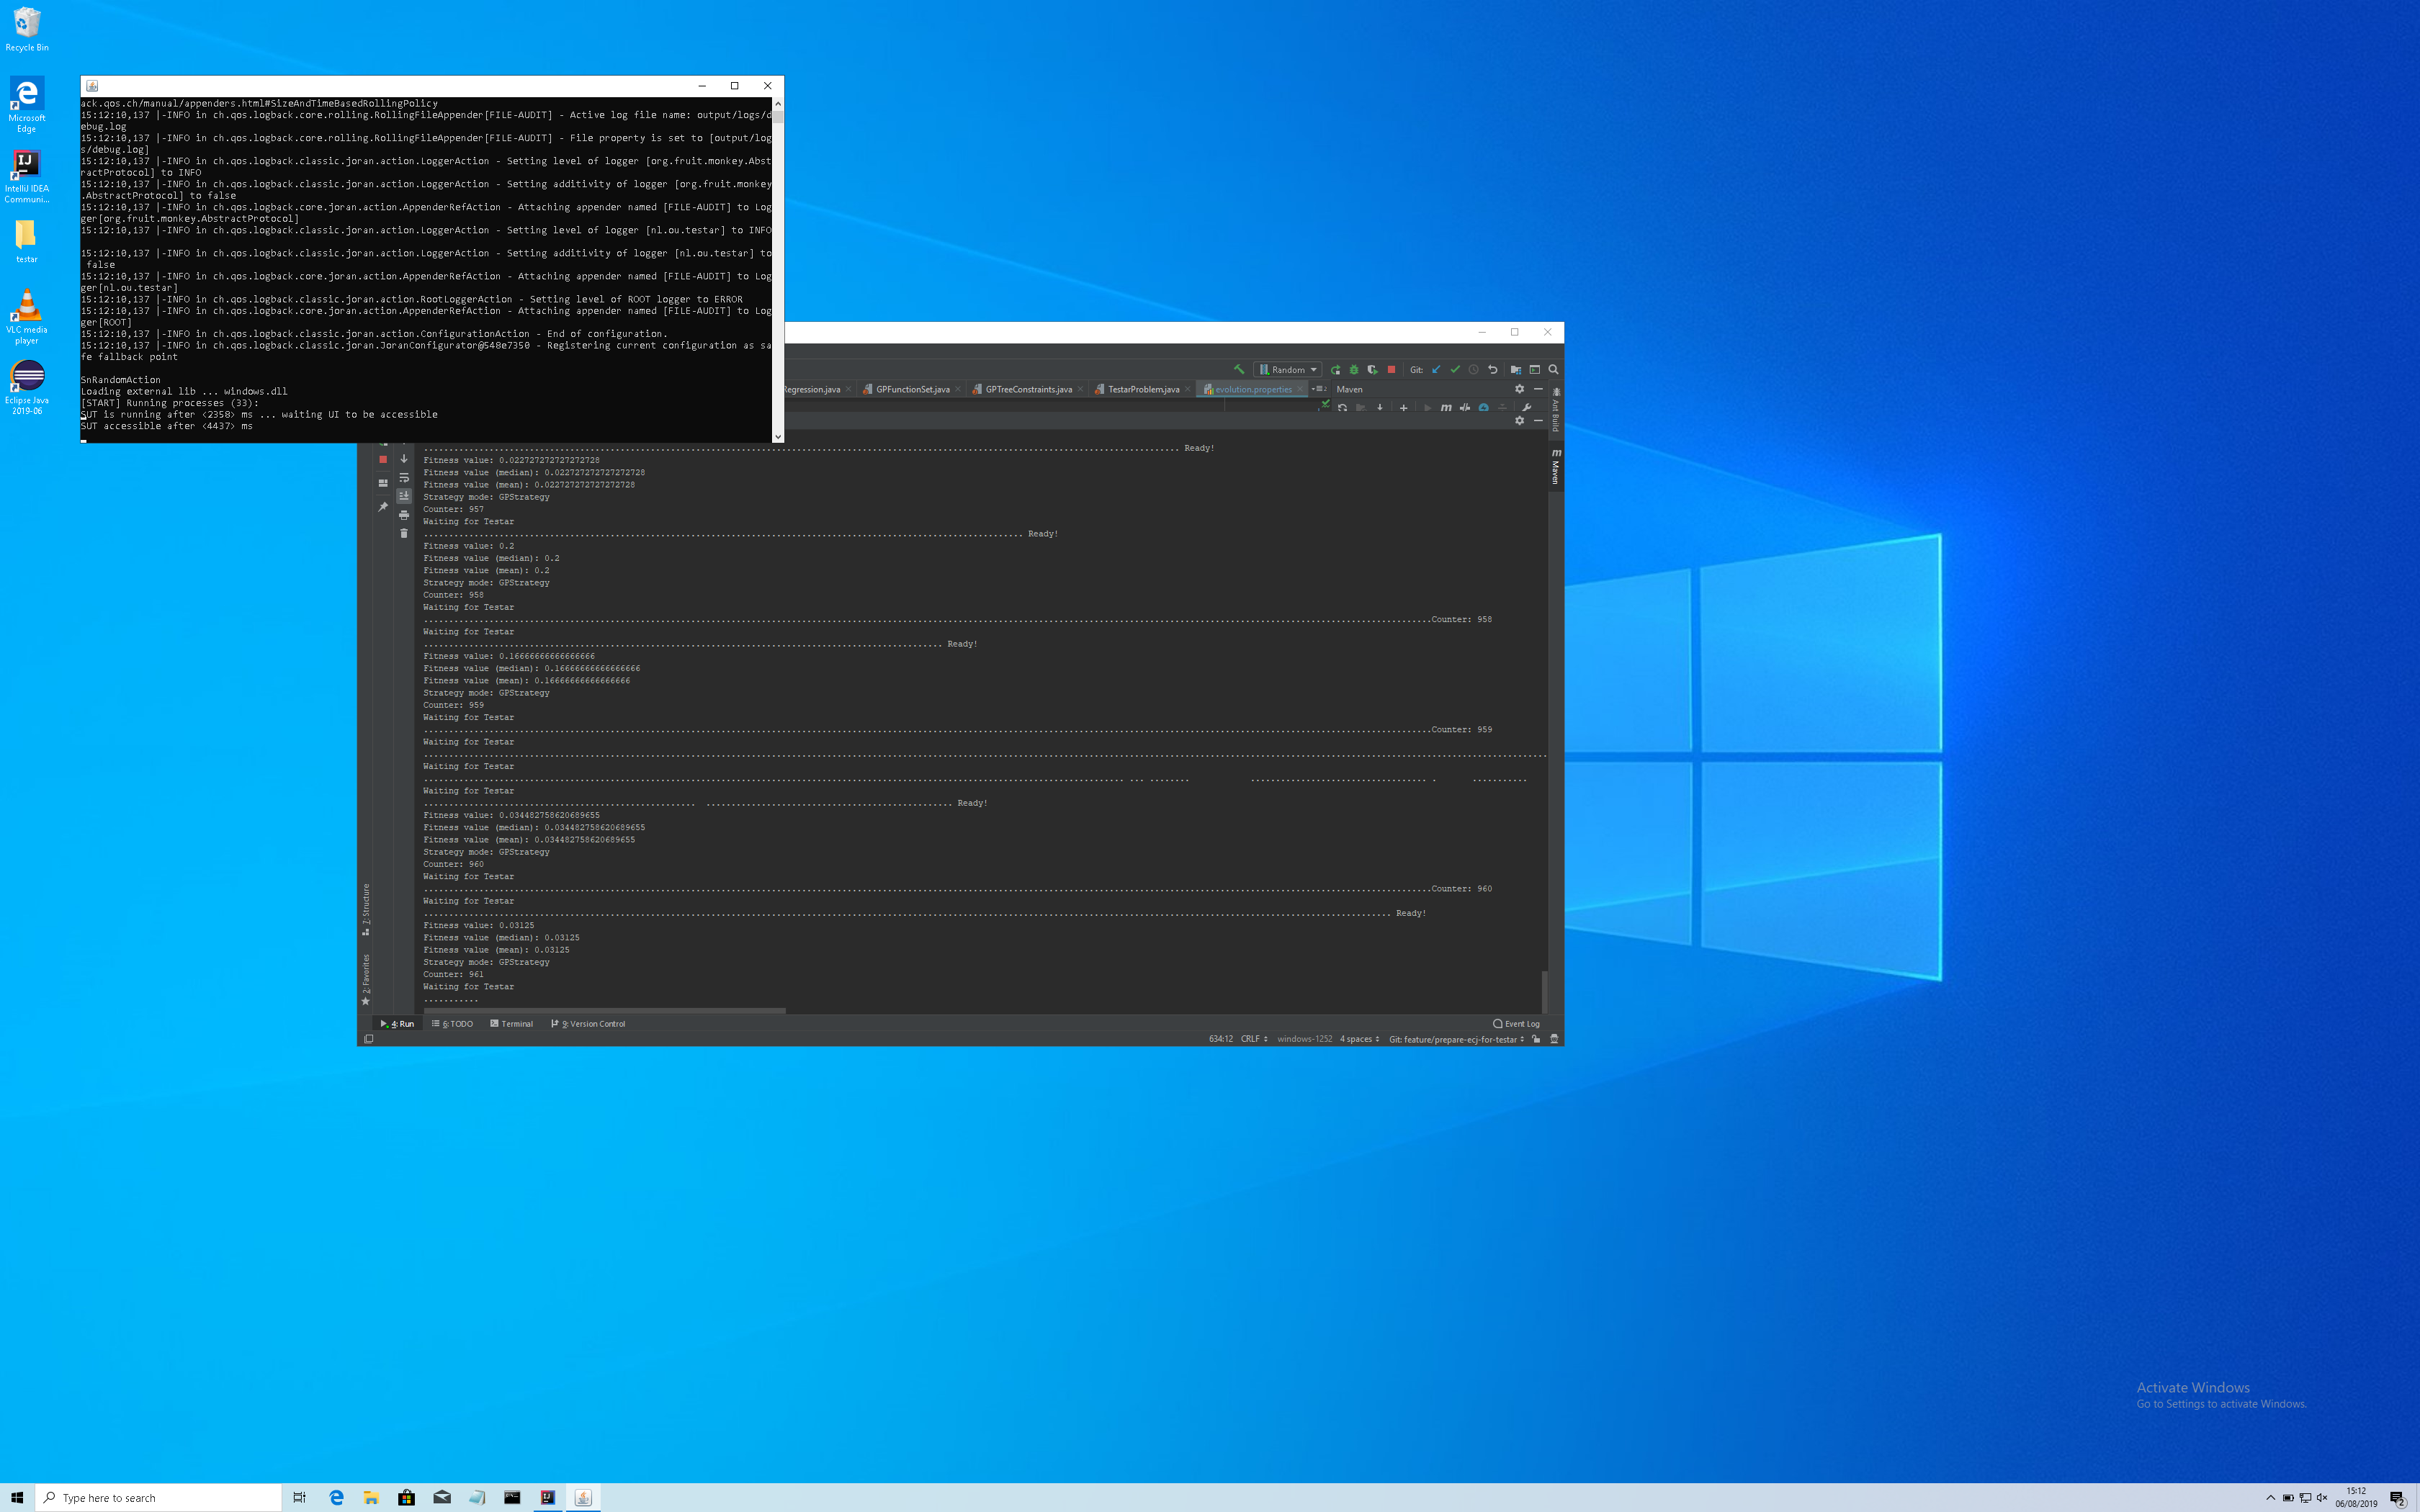 Recycle Bin
Microsoft
Edge
IntelliJ IDEA
Communi...
testar
VLC media
player
Eclipse Java
2019-06
ack.qos.ch/manual/appenders.html#SizeAndTimeBasedRollingPolicy
15:12:10,137 |-INFO in ch.qos.logback.core.rolling.RollingFileAppender[FILE-AUDIT] - Active log file name: output/logs/d
ebug.log
15:12:10,137 |-INFO in ch.qos.logback.core.rolling.RollingFileAppender[FILE-AUDIT] - File property is set to [output/log
s/debug.log]
15:12:10,137 |-INFO in ch.qos.logback.classic.joran.action.LoggerAction - Setting level of logger [org.fruit.monkey.Abst
ractProtocol] to INFO
15:12:10,137 |-INFO in ch.qos.logback.classic.joran.action.LoggerAction - Setting additivity of logger [org.fruit.monkey
.AbstractProtocol] to false
15:12:10,137 |-INFO in ch.qos.logback.core.joran.action.AppenderRefAction - Attaching appender named [FILE-AUDIT] to Log
ger[org.fruit.monkey.AbstractProtocol]
15:12:10,137 |-INFO in ch.qos.logback.classic.joran.action.LoggerAction - Setting level of logger [nl.ou.testar] to INFO
15:12:10,137 |-INFO in ch.qos.logback.classic.joran.action.LoggerAction - Setting additivity of logger [nl.ou.testar] to
false
15:12:10,137 |-INFO in ch.qos.logback.core.joran.action.AppenderRefAction - Attaching appender named [FILE-AUDIT] to Log
ger[nl.ou.testar]
15:12:10,137 |-INFO in ch.qos.logback.classic.joran.action.RootLoggerAction - Setting level of ROOT logger to ERROR
15:12:10,137 |-INFO in ch.qos.logback.core.joran.action.AppenderRefAction - Attaching appender named [FILE-AUDIT] to Log
ger[ROOT]
15:12:10,137 |-INFO in ch.qos.logback.classic.joran.action.ConfigurationAction - End of configuration.
15:12:10,137 |-INFO in ch.qos.logback.classic.joran.JoranConfigurator@548e7350 - Registering current configuration as sa
fe fallback point
SnRandomAction
Loading external lib ... windows.dll
[START] Running processes (33):
SUT is running after <2358> ms ... waiting UI to be accessible
SUT accessible after <4437> ms
Random Git:
Regression.java GPFunctionSet.java GPTreeConstraints.java TestarProblem.java evolution.properties Maven
Ant Build
Maven
........ Ready!
Fitness value: 0.022727272727272728
Fitness value (median): 0.022727272727272728
Fitness value (mean): 0.022727272727272728
Strategy mode: GPStrategy
Counter: 957
Waiting for Testar
........ Ready!
Fitness value: 0.2
Fitness value (median): 0.2
Fitness value (mean): 0.2
Strategy mode: GPStrategy
Counter: 958
Waiting for Testar
........Counter: 958
Waiting for Testar
........ Ready!
Fitness value: 0.16666666666666666
Fitness value (median): 0.16666666666666666
Fitness value (mean): 0.16666666666666666
Strategy mode: GPStrategy
Counter: 959
Waiting for Testar
........Counter: 959
Waiting for Testar
........
Waiting for Testar
........
Waiting for Testar
........ Ready!
Fitness value: 0.034482758620689655
Fitness value (median): 0.034482758620689655
Fitness value (mean): 0.034482758620689655
Strategy mode: GPStrategy
Counter: 960
Waiting for Testar
........Counter: 960
Waiting for Testar
........ Ready!
Fitness value: 0.03125
Fitness value (median): 0.03125
Fitness value (mean): 0.03125
Strategy mode: GPStrategy
Counter: 961
Waiting for Testar
...........
7: Structure
2: Favorites
4: Run 6: TODO Terminal 9: Version Control Event Log
634:12 CRLF windows-1252 4 spaces Git: feature/prepare-ecj-for-testar
Activate Windows
Go to Settings to activate Windows.
Type here to search
15:12
06/08/2019
2